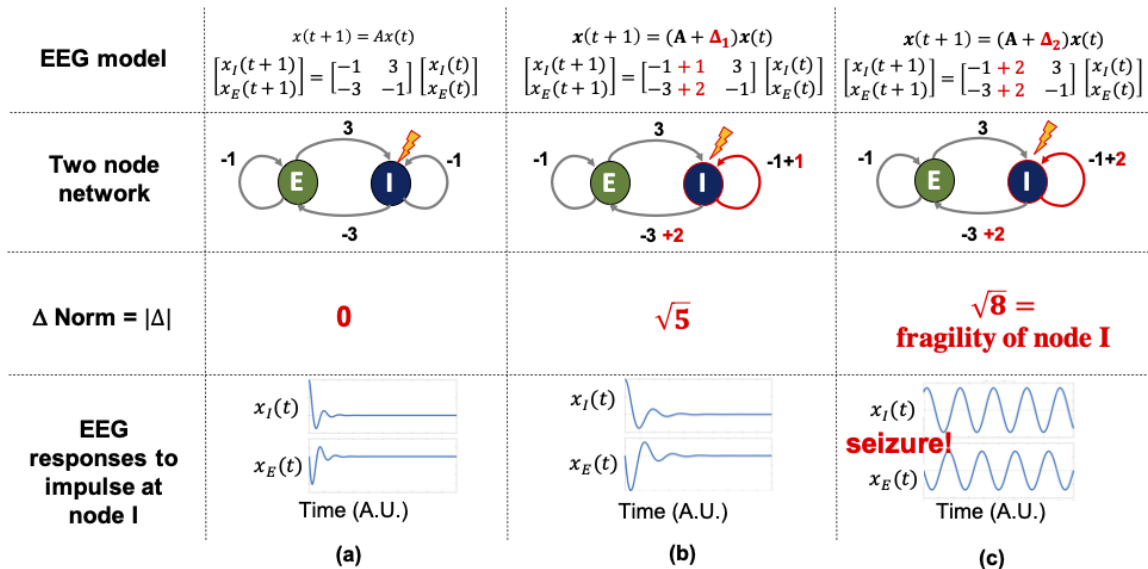 EEG model
x(t + 1) = Ax(t)
[x_I(t + 1)] = [−1 3] [x_I(t)]
[x_E(t + 1)] [−3 −1] [x_E(t)]
x(t + 1) = (A + Δ₁)x(t)
[x_I(t + 1)] = [−1 + 1 3] [x_I(t)]
[x_E(t + 1)] [−3 + 2 −1] [x_E(t)]
x(t + 1) = (A + Δ₂)x(t)
[x_I(t + 1)] = [−1 + 2 3] [x_I(t)]
[x_E(t + 1)] [−3 + 2 −1] [x_E(t)]
Two node
network
3
-1 E I -1
-3
3
-1 E I -1+1
-3 +2
3
-1 E I -1+2
-3 +2
Δ Norm = |Δ|
0
√5
√8 =
fragility of node I
EEG
responses to
impulse at
node I
x_I(t)
x_E(t)
Time (A.U.)
x_I(t)
x_E(t)
Time (A.U.)
x_I(t)
seizure!
x_E(t)
Time (A.U.)
(a)
(b)
(c)